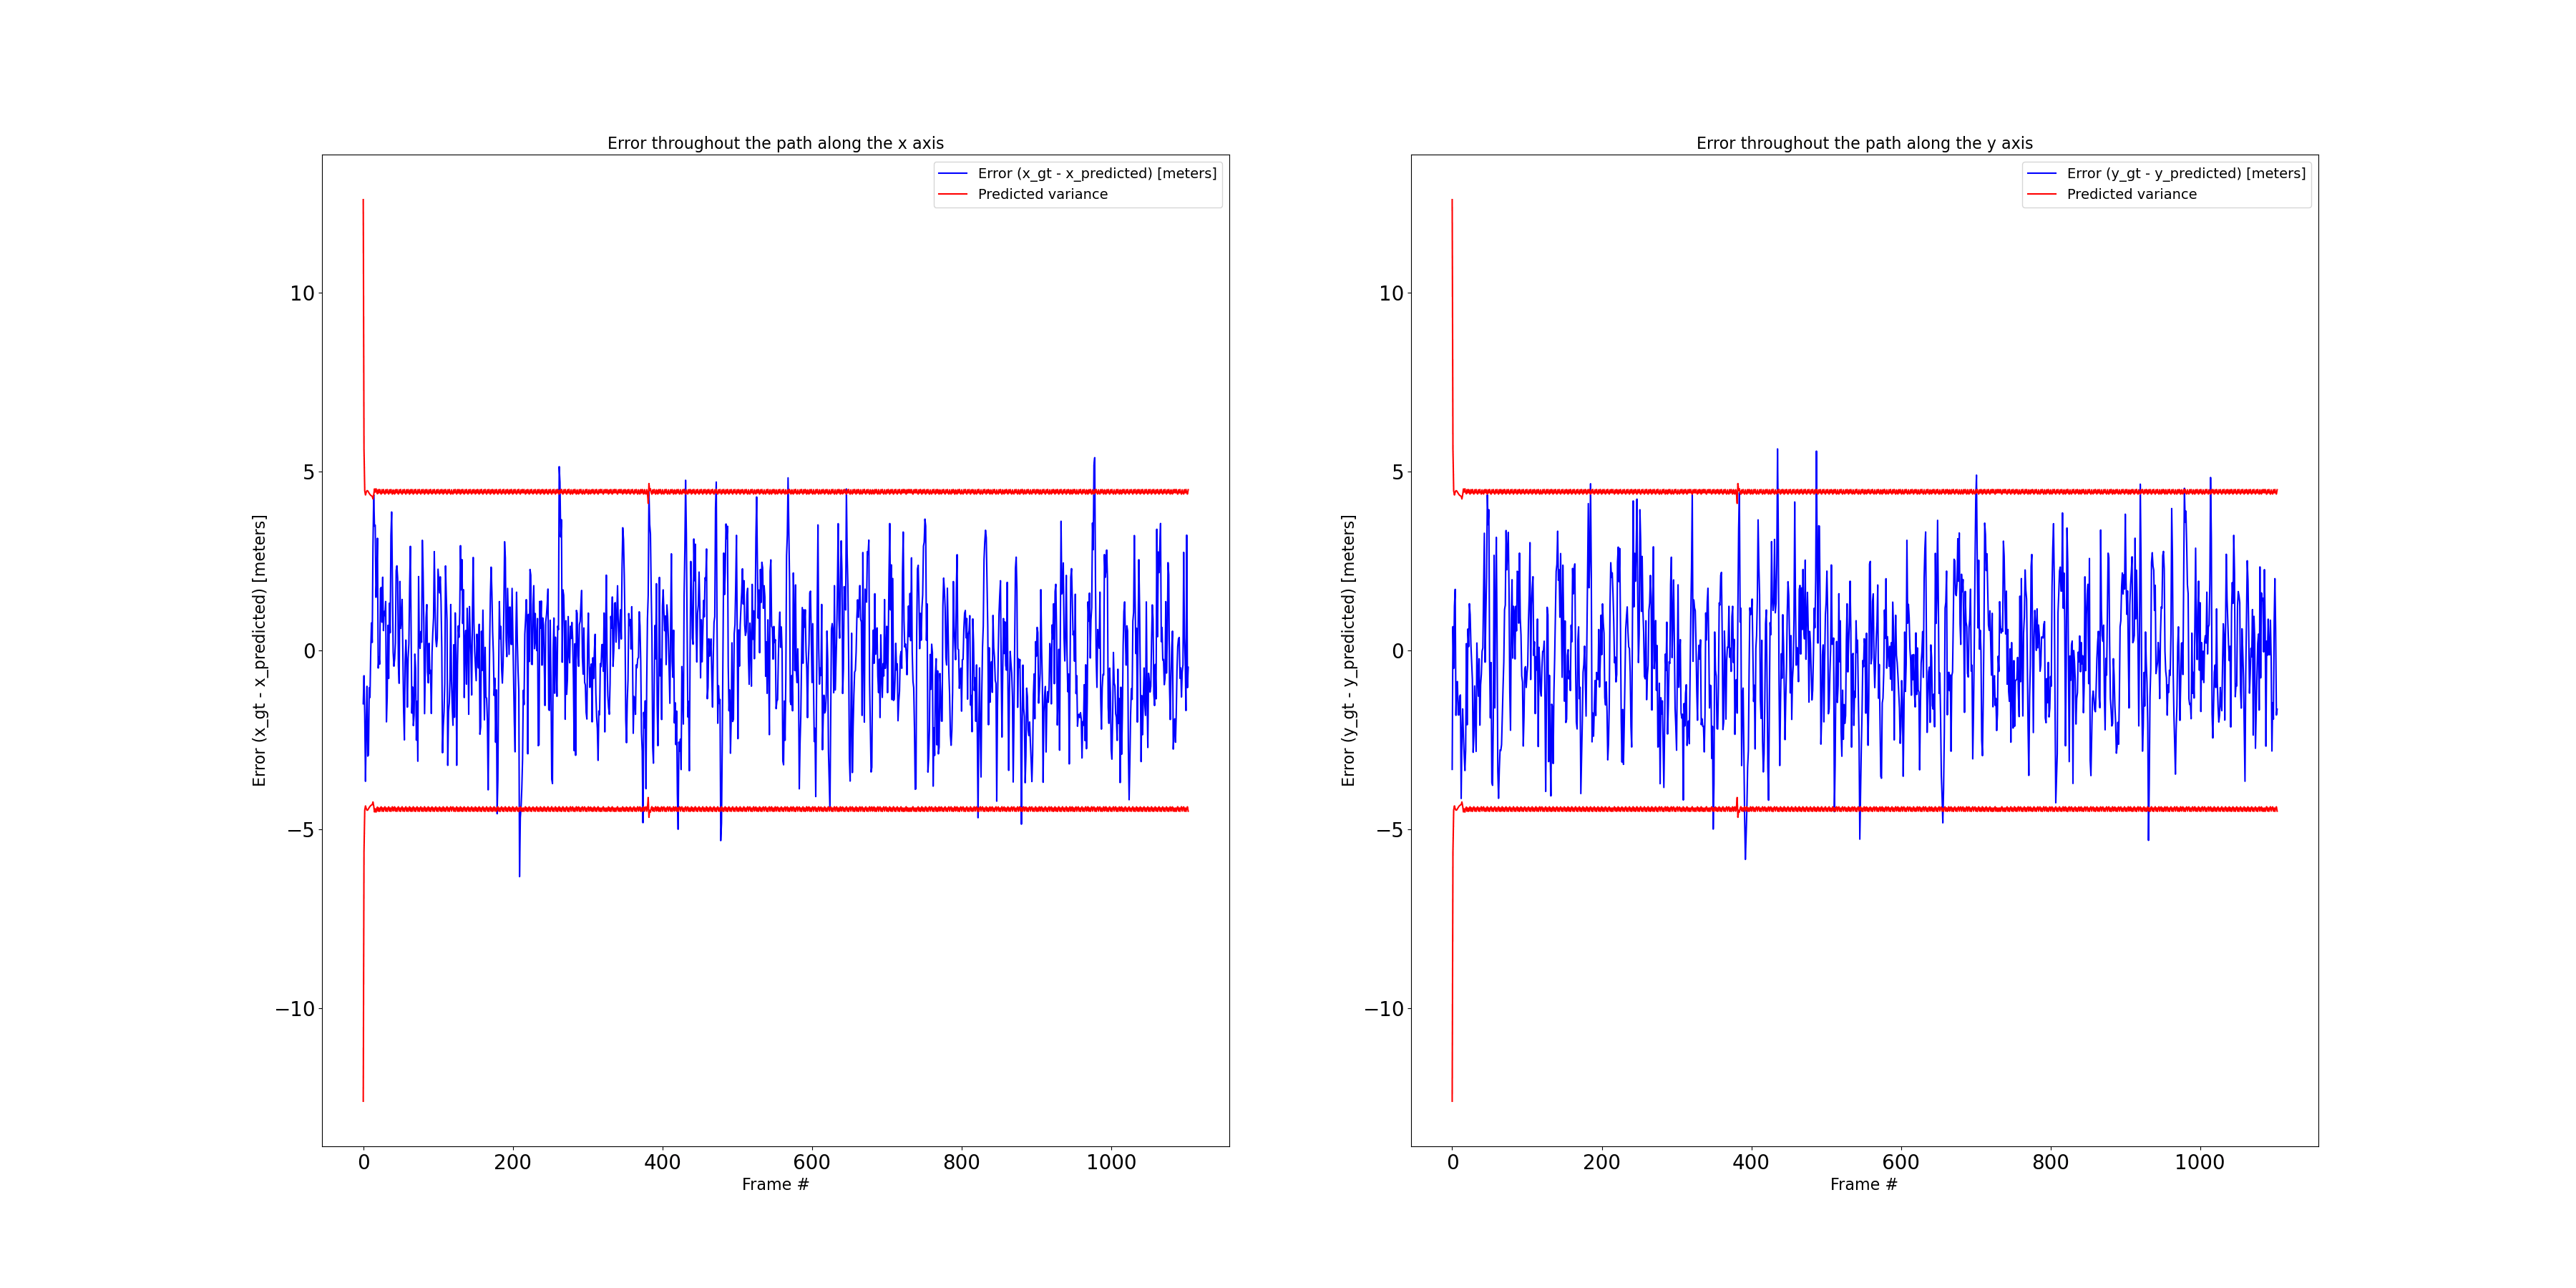 Error throughout the path along the x axis
Error (x_gt - x_predicted) [meters]
Predicted variance
10
5
0
−5
−10
Error (x_gt - x_predicted) [meters]
0 200 400 600 800 1000
Frame #
Error throughout the path along the y axis
Error (y_gt - y_predicted) [meters]
Predicted variance
10
5
0
−5
−10
Error (y_gt - y_predicted) [meters]
0 200 400 600 800 1000
Frame #